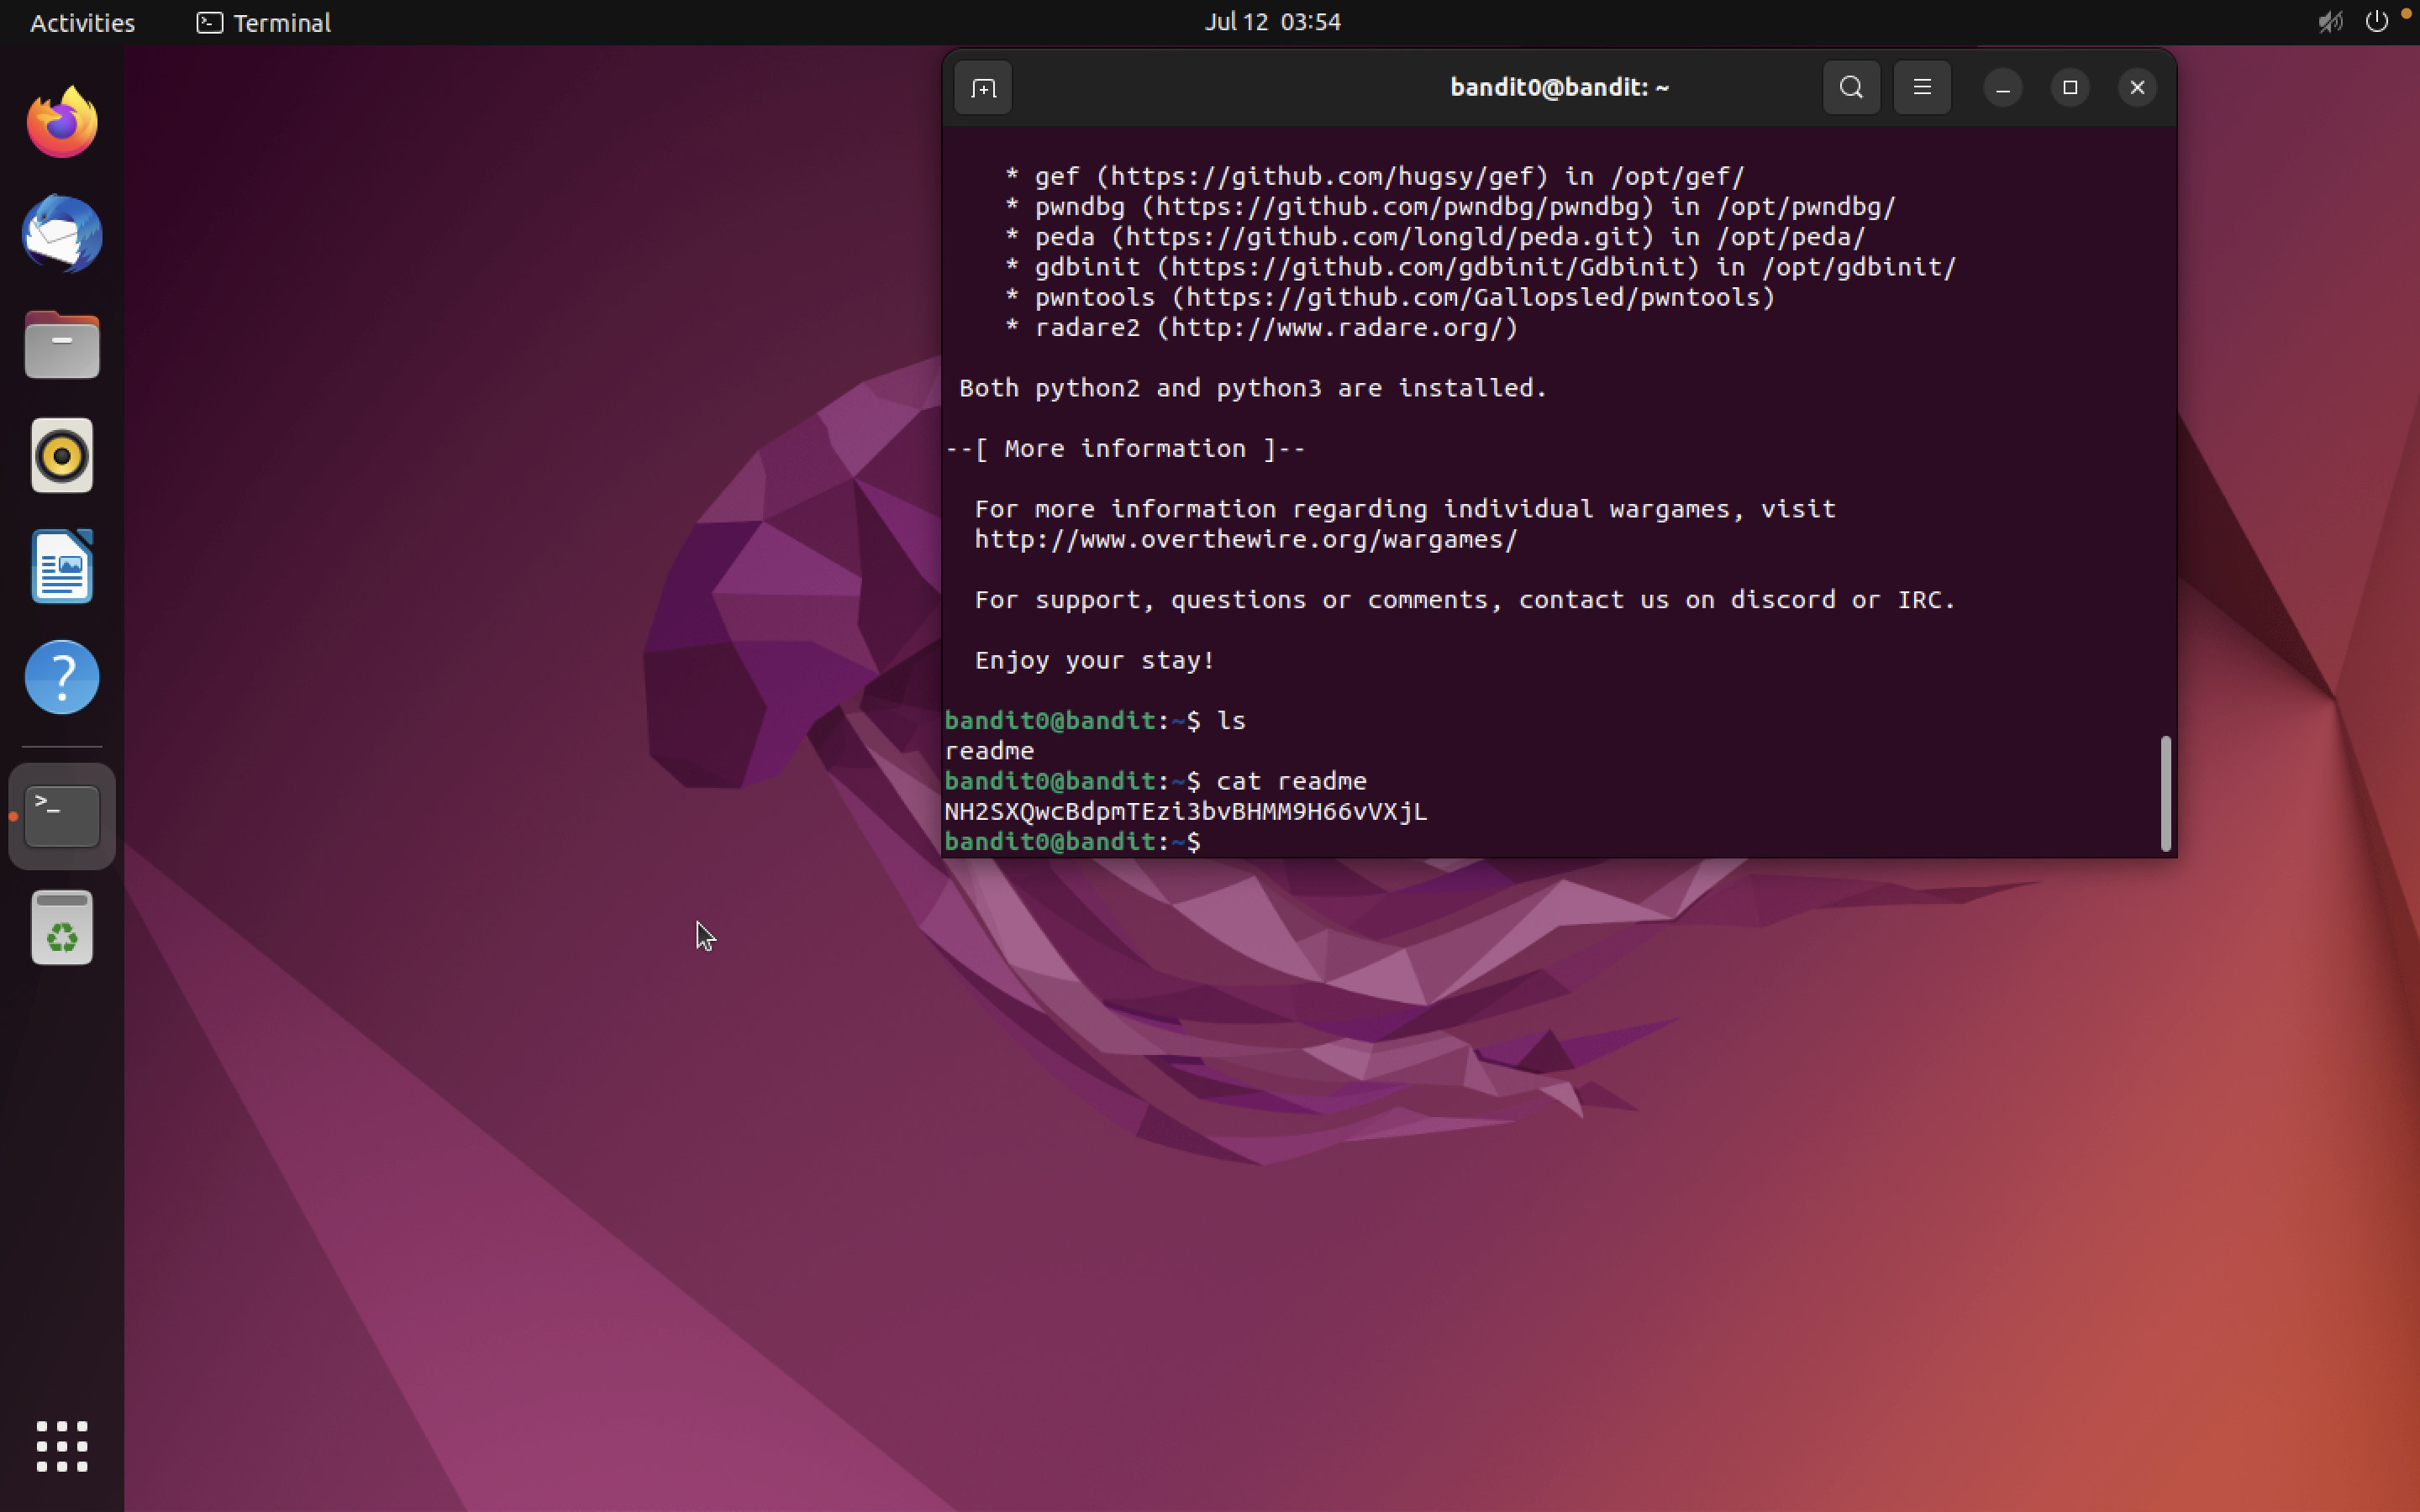 Activities Terminal Jul 12 03:54
bandit0@bandit: ~
* gef (https://github.com/hugsy/gef) in /opt/gef/
* pwndbg (https://github.com/pwndbg/pwndbg) in /opt/pwndbg/
* peda (https://github.com/longld/peda.git) in /opt/peda/
* gdbinit (https://github.com/gdbinit/Gdbinit) in /opt/gdbinit/
* pwntools (https://github.com/Gallopsled/pwntools)
* radare2 (http://www.radare.org/)
Both python2 and python3 are installed.
--[ More information ]--
For more information regarding individual wargames, visit
http://www.overthewire.org/wargames/
For support, questions or comments, contact us on discord or IRC.
Enjoy your stay!
bandit0@bandit:~$ ls
readme
bandit0@bandit:~$ cat readme
NH2SXQwcBdpmTEzi3bvBHMM9H66vVXjL
bandit0@bandit:~$